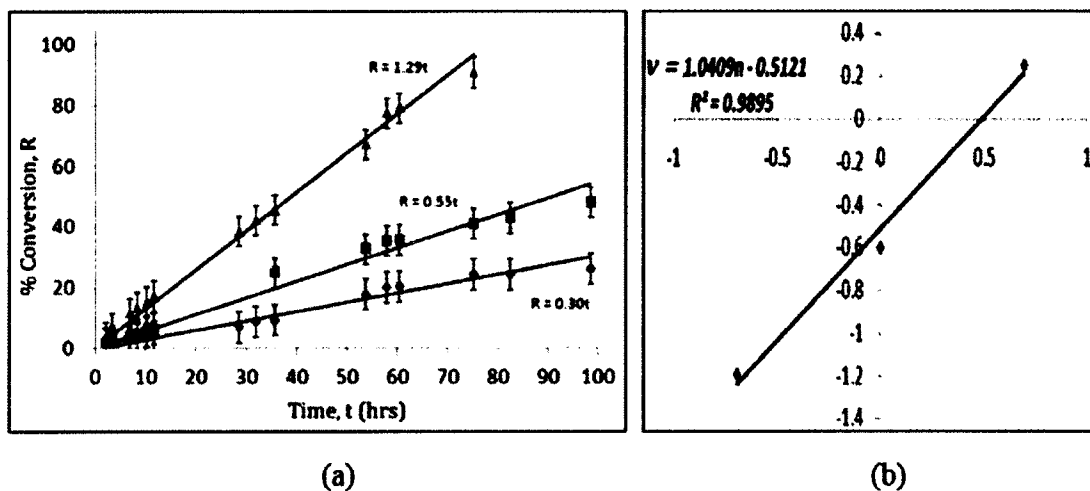 100
80
60
40
20
0
0 10 20 30 40 50 60 70 80 90 100
% Conversion, R
Time, t (hrs)
R = 1.29t
R = 0.55t
R = 0.30t
(a)
v = 1.0409n - 0.5121
R² = 0.9895
0.4
0.2
0
-0.2
-0.4
-0.6
-0.8
-1
-1.2
-1.4
-1 -0.5 0 0.5 1
(b)